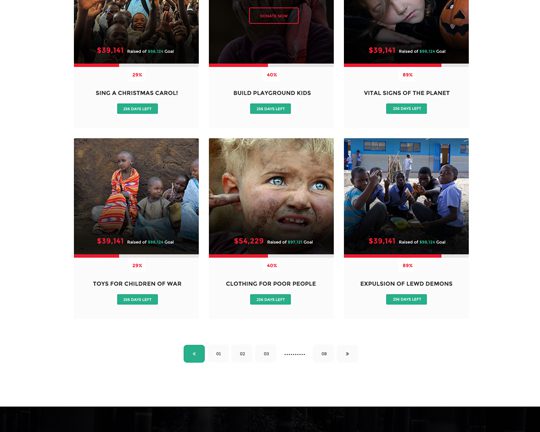 DONATE NOW
$39,141 Raised of $98,124 Goal
$39,141 Raised of $98,124 Goal
29%
40%
89%
SING A CHRISTMAS CAROL!
BUILD PLAYGROUND KIDS
VITAL SIGNS OF THE PLANET
256 DAYS LEFT
256 DAYS LEFT
256 DAYS LEFT
$39,141 Raised of $98,124 Goal
$54,229 Raised of $97,121 Goal
$39,141 Raised of $98,124 Goal
29%
40%
89%
TOYS FOR CHILDREN OF WAR
CLOTHING FOR POOR PEOPLE
EXPULSION OF LEWD DEMONS
256 DAYS LEFT
256 DAYS LEFT
256 DAYS LEFT
« 01 02 03 .......... 08 »